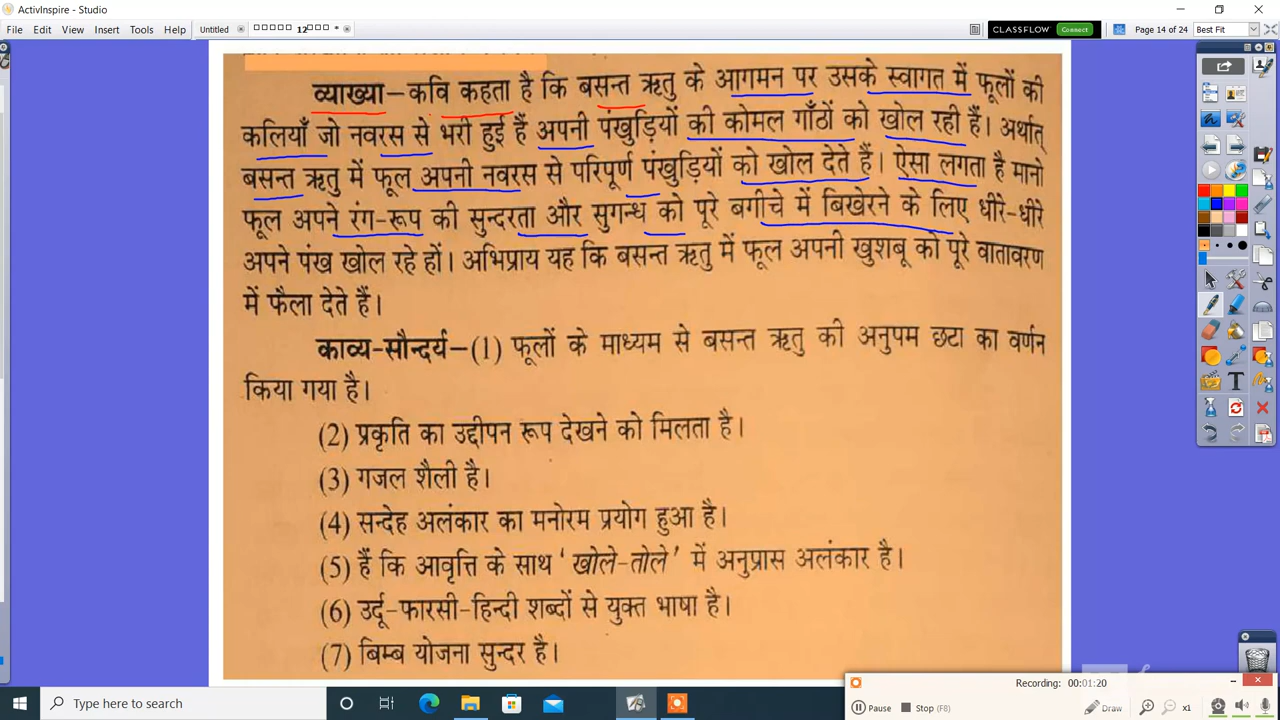 ActivInspire - Studio
File Edit View Insert Tools Help Untitled 12 * CLASSFLOW Connect Page 14 of 24 Best Fit
व्याख्या–कवि कहता है कि बसन्त ऋतु के आगमन पर उसके स्वागत में फूलों की
कलियाँ जो नवरस से भरी हुई हैं अपनी पंखुड़ियों की कोमल गाँठों को खोल रही हैं। अर्थात्
बसन्त ऋतु में फूल अपनी नवरस से परिपूर्ण पंखुड़ियों को खोल देते हैं। ऐसा लगता है मानो
फूल अपने रंग-रूप की सुन्दरता और सुगन्ध को पूरे बगीचे में बिखेरने के लिए धीरे-धीरे
अपने पंख खोल रहे हों। अभिप्राय यह कि बसन्त ऋतु में फूल अपनी खुशबू को पूरे वातावरण
में फैला देते हैं।
काव्य-सौन्दर्य–(1) फूलों के माध्यम से बसन्त ऋतु की अनुपम छटा का वर्णन
किया गया है।
(2) प्रकृति का उद्दीपन रूप देखने को मिलता है।
(3) गजल शैली है।
(4) सन्देह अलंकार का मनोरम प्रयोग हुआ है।
(5) हैं कि आवृत्ति के साथ ‘खोले-तोले’ में अनुप्रास अलंकार है।
(6) उर्दू-फारसी-हिन्दी शब्दों से युक्त भाषा है।
(7) बिम्ब योजना सुन्दर है।
Recording: 00:01:20
Pause Stop (F8) Draw x1
Type here to search